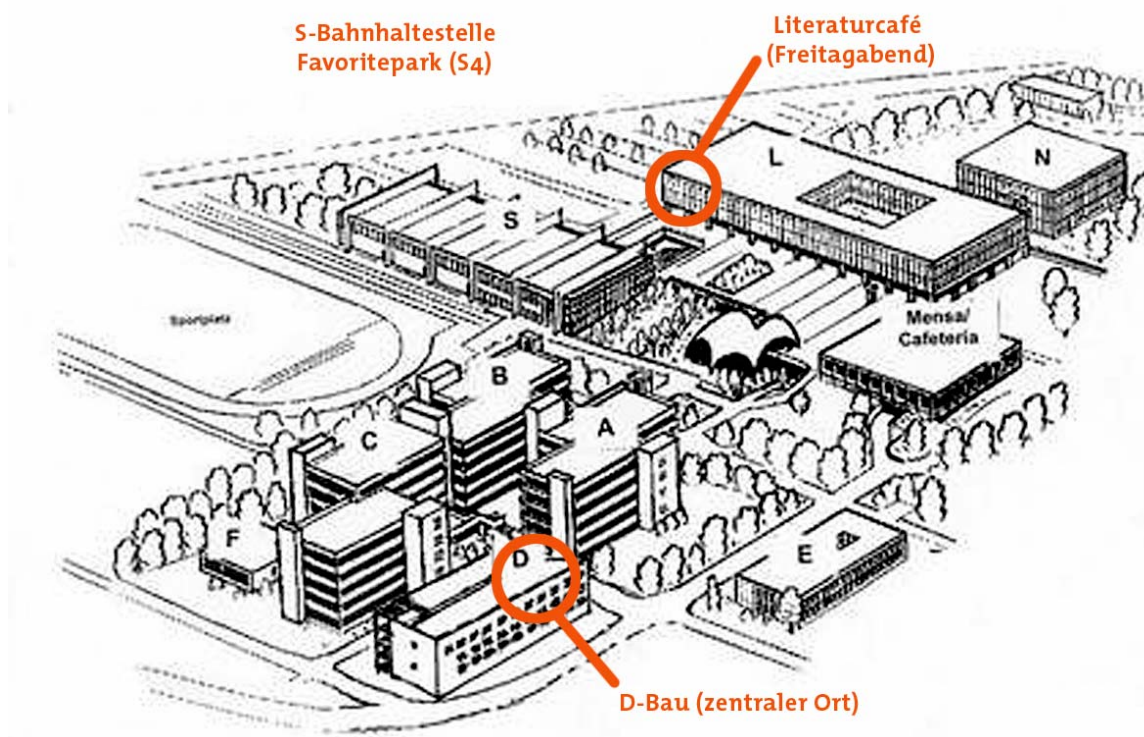 S-Bahnhaltestelle
Favoritepark (S4)
Literaturcafé
(Freitagabend)
L
N
S
Sportplatz
Mensa/
Cafeteria
B
A
C
F
D
E
D-Bau (zentraler Ort)